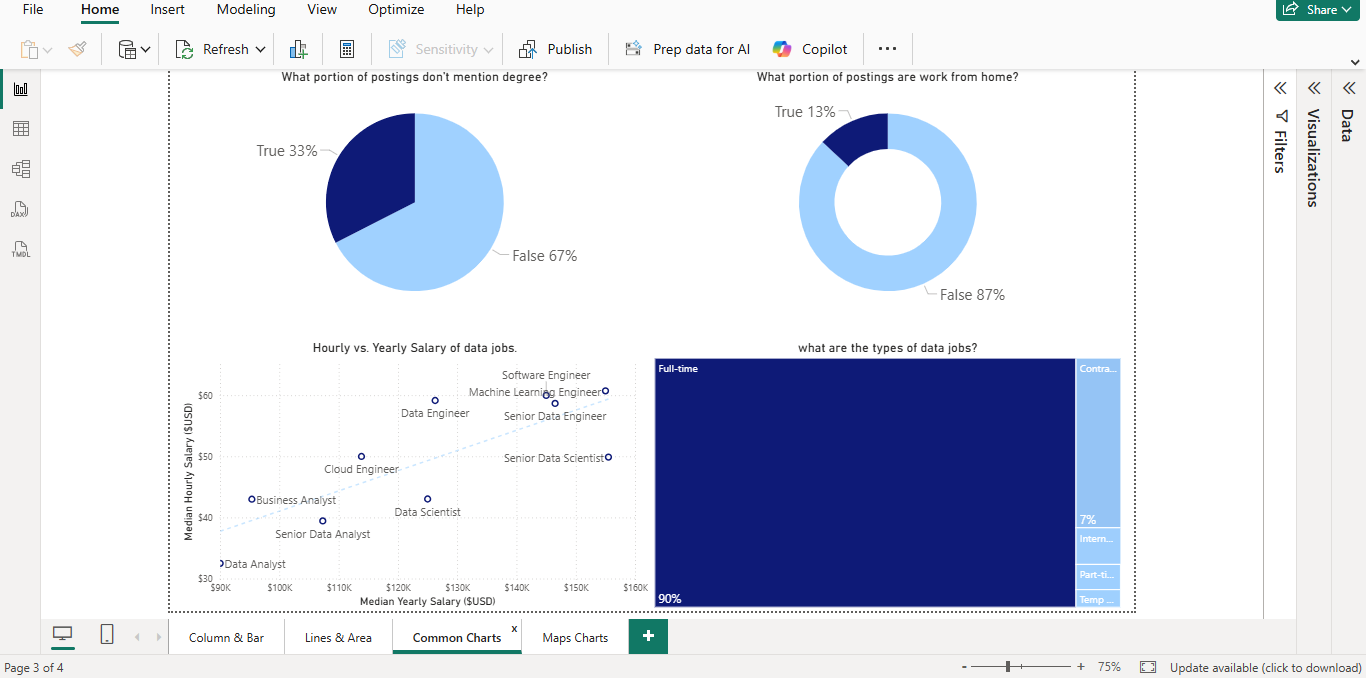 File Home Insert Modeling View Optimize Help Share
Refresh Sensitivity Publish Prep data for AI Copilot ...
DAX
TMDL
What portion of postings don't mention degree?
True 33%
False 67%
What portion of postings are work from home?
True 13%
False 87%
Hourly vs. Yearly Salary of data jobs.
Median Hourly Salary ($USD)
$60
$50
$40
$30
Software Engineer
Machine Learning Engineer
Data Engineer
Senior Data Engineer
Senior Data Scientist
Cloud Engineer
Business Analyst
Data Scientist
Senior Data Analyst
Data Analyst
$90K $100K $110K $120K $130K $140K $150K $160K
Median Yearly Salary ($USD)
what are the types of data jobs?
Full-time
90%
Contra...
7%
Intern...
Part-ti...
Temp ...
Filters
Visualizations
Data
Column & Bar Lines & Area Common Charts x Maps Charts +
Page 3 of 4 - + 75% Update available (click to download)